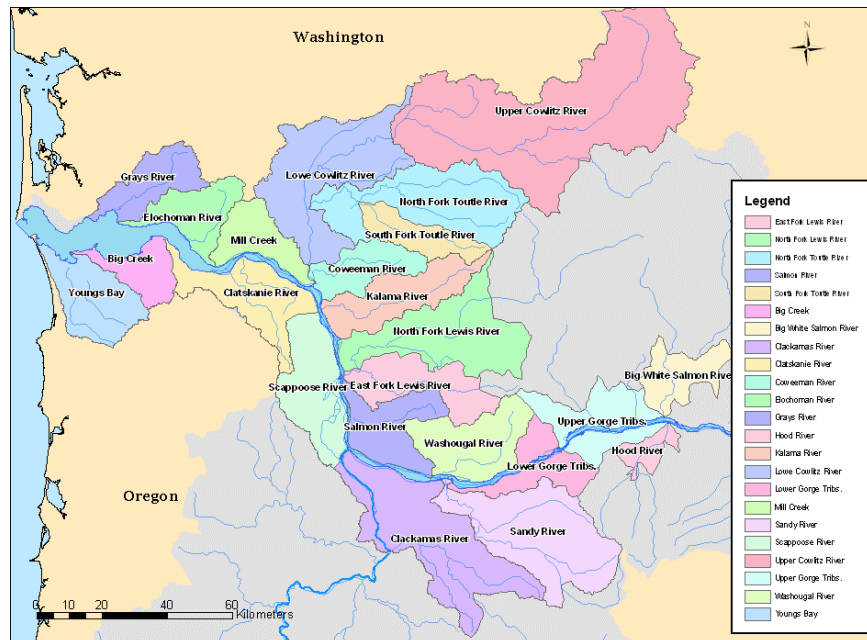 Washington
N
Upper Cowlitz River
Grays River
Lowe Cowlitz River
North Fork Toutle River
Elochoman River
South Fork Toutle River
Mill Creek
Big Creek
Coweeman River
Youngs Bay
Clatskanie River
Kalama River
North Fork Lewis River
Big White Salmon River
Scappoose River
East Fork Lewis River
Upper Gorge Tribs.
Salmon River
Washougal River
Hood River
Lower Gorge Tribs.
Oregon
Sandy River
Clackamas River
0 10 20 40 60
Kilometers
Legend
East Fork Lewis River
North Fork Lewis River
North Fork Toutle River
Salmon River
South Fork Toutle River
Big Creek
Big White Salmon River
Clackamas River
Clatskanie River
Coweeman River
Elochoman River
Grays River
Hood River
Kalama River
Lowe Cowlitz River
Lower Gorge Tribs.
Mill Creek
Sandy River
Scappoose River
Upper Cowlitz River
Upper Gorge Tribs.
Washougal River
Youngs Bay